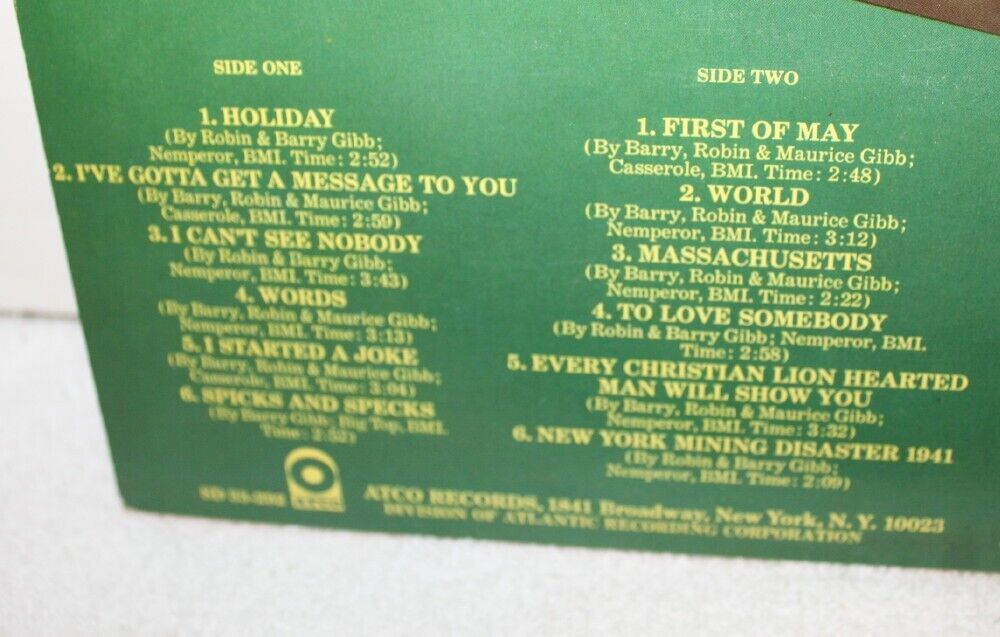 SIDE ONE
1. HOLIDAY
(By Robin & Barry Gibb;
Nemperor, BMI. Time: 2:52)
2. I'VE GOTTA GET A MESSAGE TO YOU
(By Barry, Robin & Maurice Gibb;
Casserole, BMI. Time: 2:59)
3. I CAN'T SEE NOBODY
(By Robin & Barry Gibb;
Nemperor, BMI. Time: 3:43)
4. WORDS
(By Barry, Robin & Maurice Gibb;
Nemperor, BMI. Time: 3:13)
5. I STARTED A JOKE
(By Barry, Robin & Maurice Gibb;
Casserole, BMI. Time: 3:04)
6. SPICKS AND SPECKS
(By Barry Gibb; Big Top, BMI.
Time:
SIDE TWO
1. FIRST OF MAY
(By Barry, Robin & Maurice Gibb;
Casserole, BMI. Time: 2:48)
2. WORLD
(By Barry, Robin & Maurice Gibb;
Nemperor, BMI. Time: 3:12)
3. MASSACHUSETTS
(By Barry, Robin & Maurice Gibb;
Nemperor, BMI. Time: 2:22)
4. TO LOVE SOMEBODY
(By Robin & Barry Gibb; Nemperor, BMI.
Time: 2:58)
5. EVERY CHRISTIAN LION HEARTED
MAN WILL SHOW YOU
(By Barry, Robin & Maurice Gibb;
Nemperor, BMI. Time: 3:32)
6. NEW YORK MINING DISASTER 1941
(By Robin & Barry Gibb;
Nemperor, BMI. Time: 2:09)
SD
ATCO RECORDS, 1841 Broadway, New York, N. Y. 10023
DIVISION OF ATLANTIC RECORDING CORPORATION